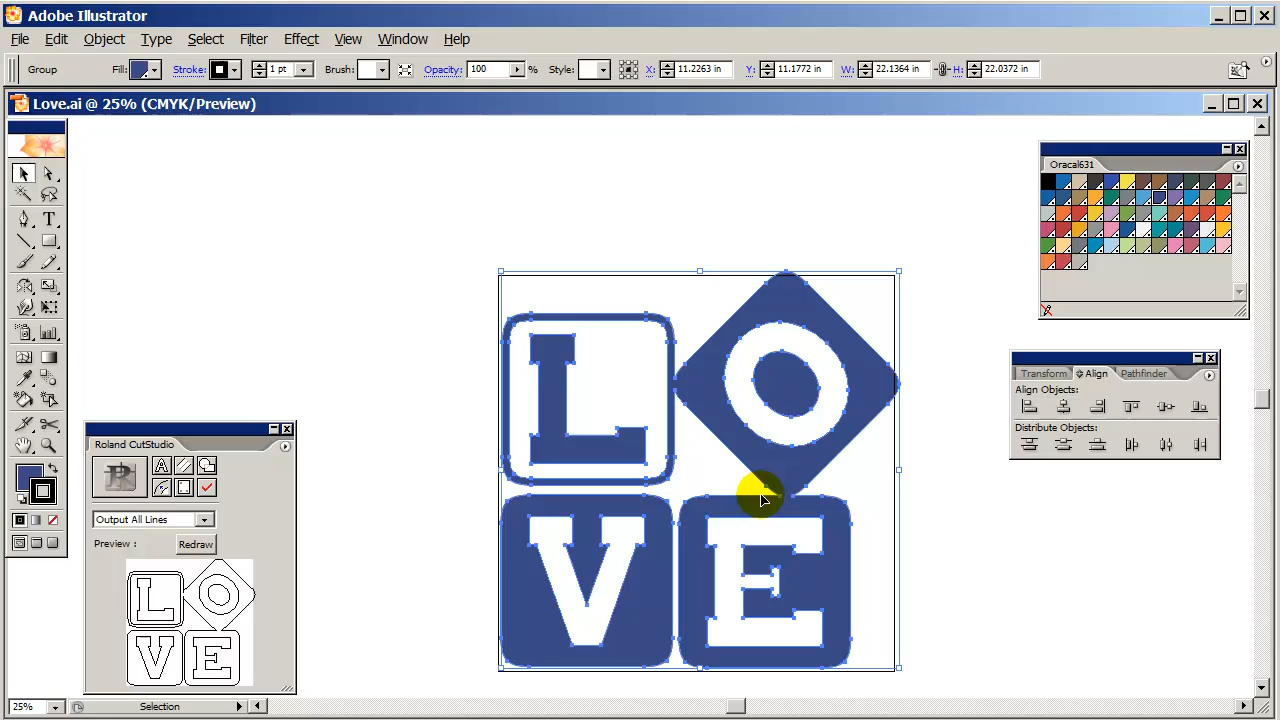 Adobe Illustrator
File Edit Object Type Select Filter Effect View Window Help
Group Fill: Stroke: 1 pt Brush: Opacity: 100 % Style: X: 11.2263 in Y: 11.1772 in W: 22.1364 in H: 22.0372 in
Love.ai @ 25% (CMYK/Preview)
Oracal631
Transform Align Pathfinder
Align Objects:
Distribute Objects:
L O
V E
Roland CutStudio
Output All Lines
Preview : Redraw
L O
V E
25% Selection